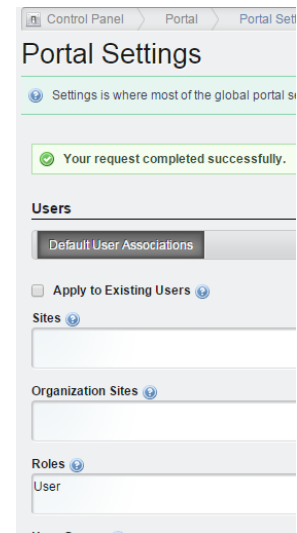 Control Panel Portal Portal Sett
Portal Settings
Settings is where most of the global portal se
Your request completed successfully.
Users
Default User Associations
Apply to Existing Users
Sites
Organization Sites
Roles
User